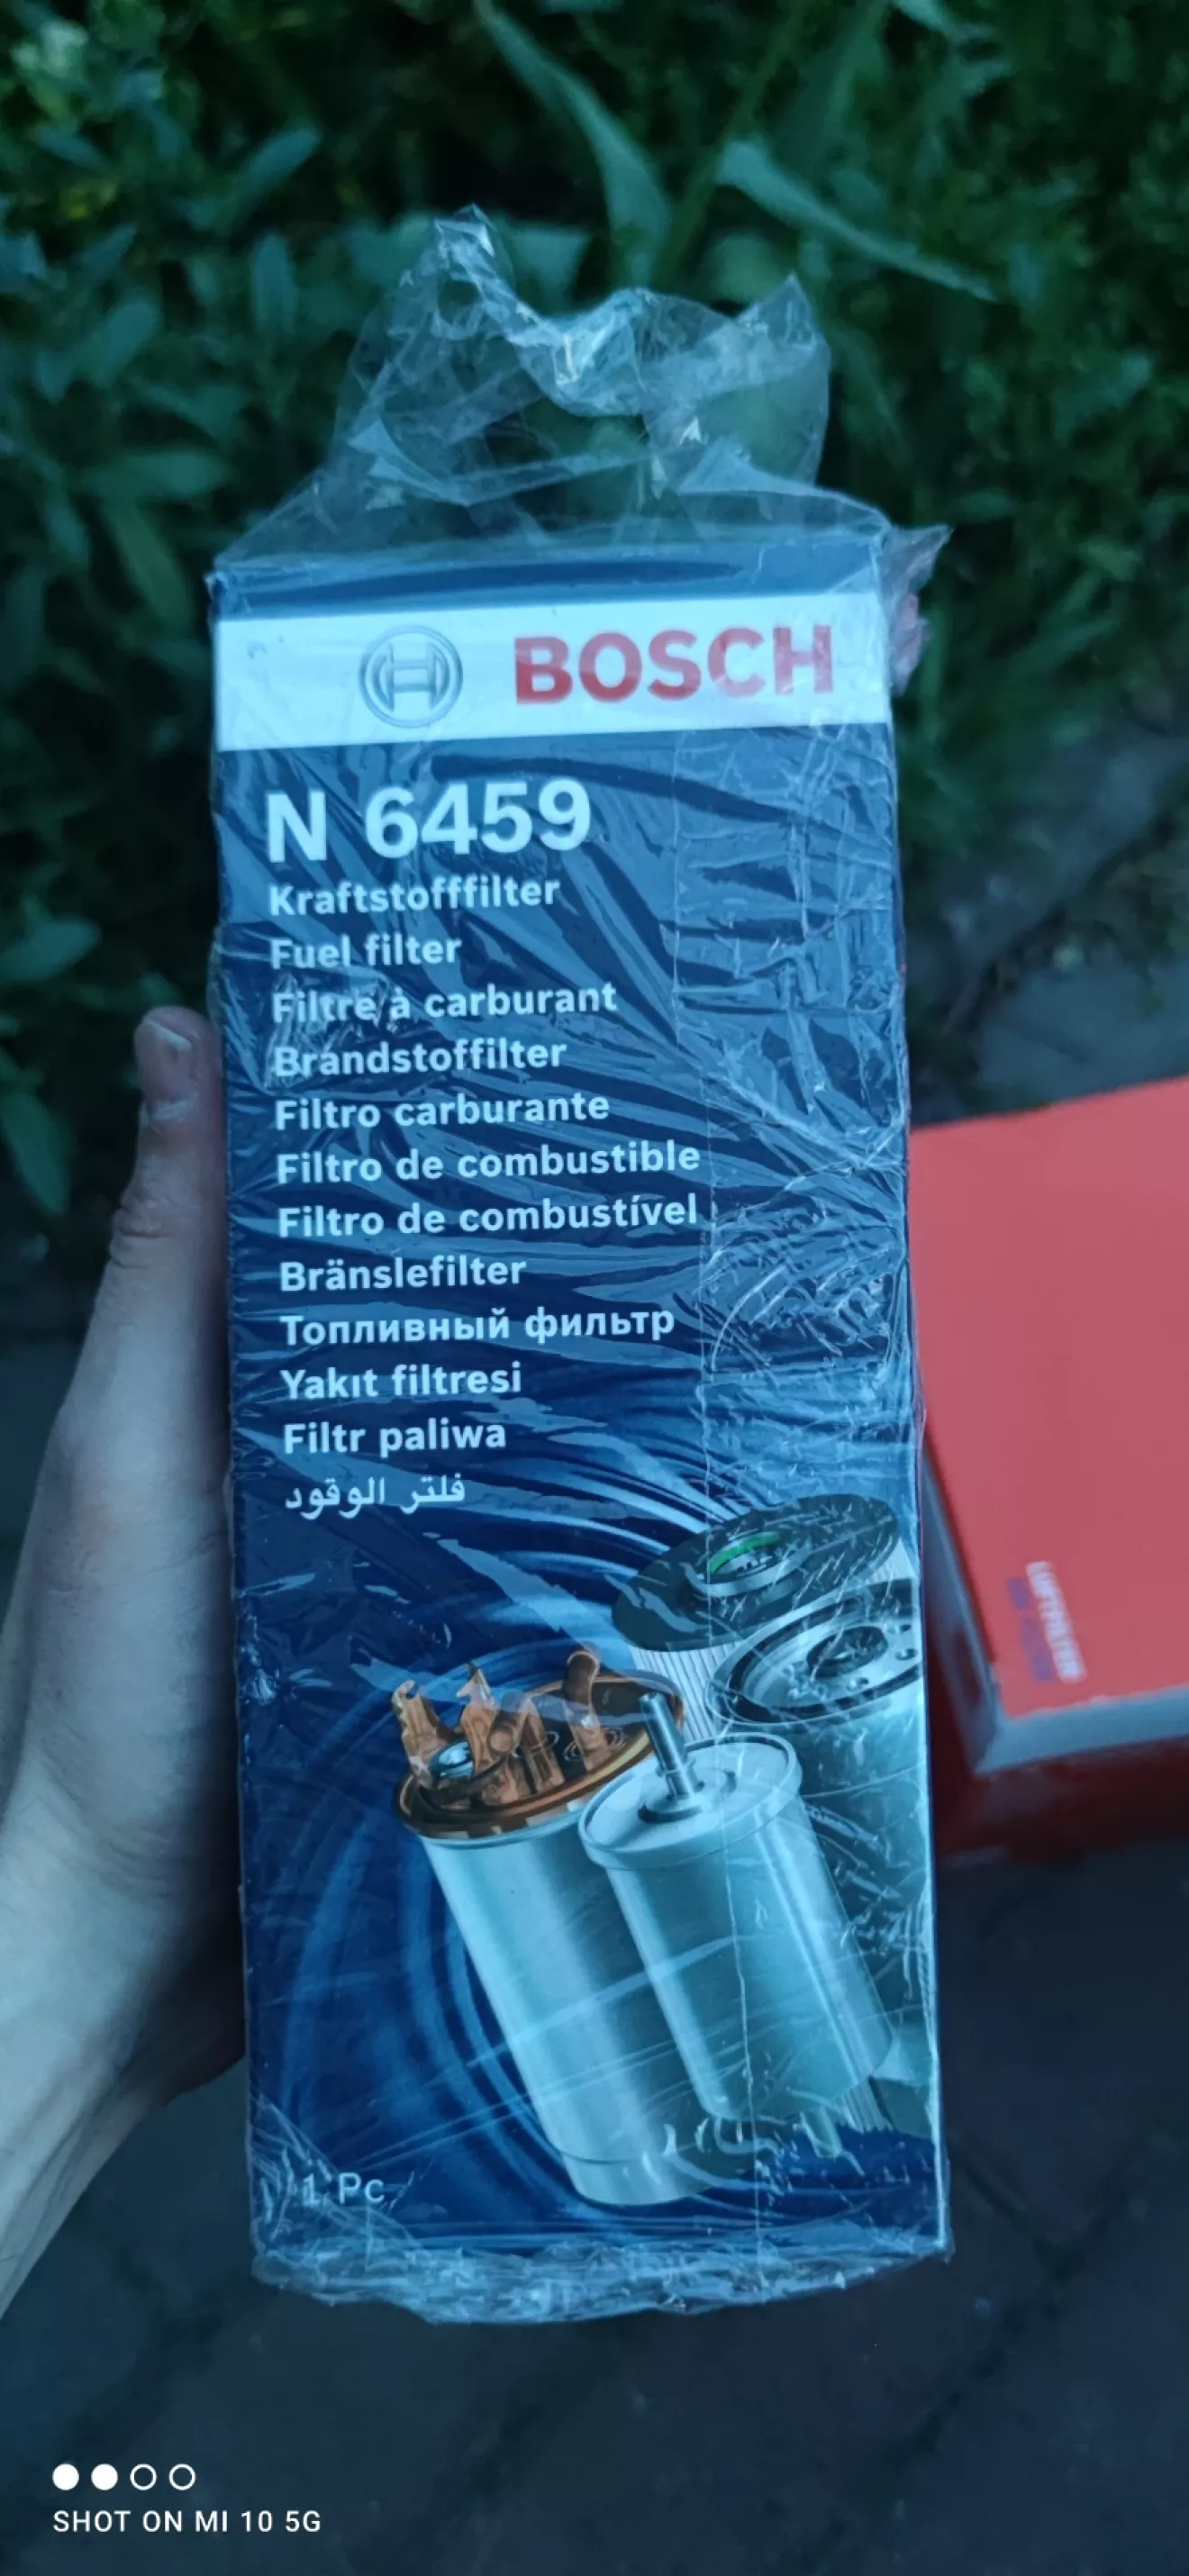 BOSCH
N 6459
Kraftstofffilter
Fuel filter
Filtre à carburant
Brandstoffilter
Filtro carburante
Filtro de combustible
Filtro de combustível
Bränslefilter
Топливный фильтр
Yakıt filtresi
Filtr paliwa
فلتر الوقود
1 Pc
LUFTFILTER
SHOT ON MI 10 5G